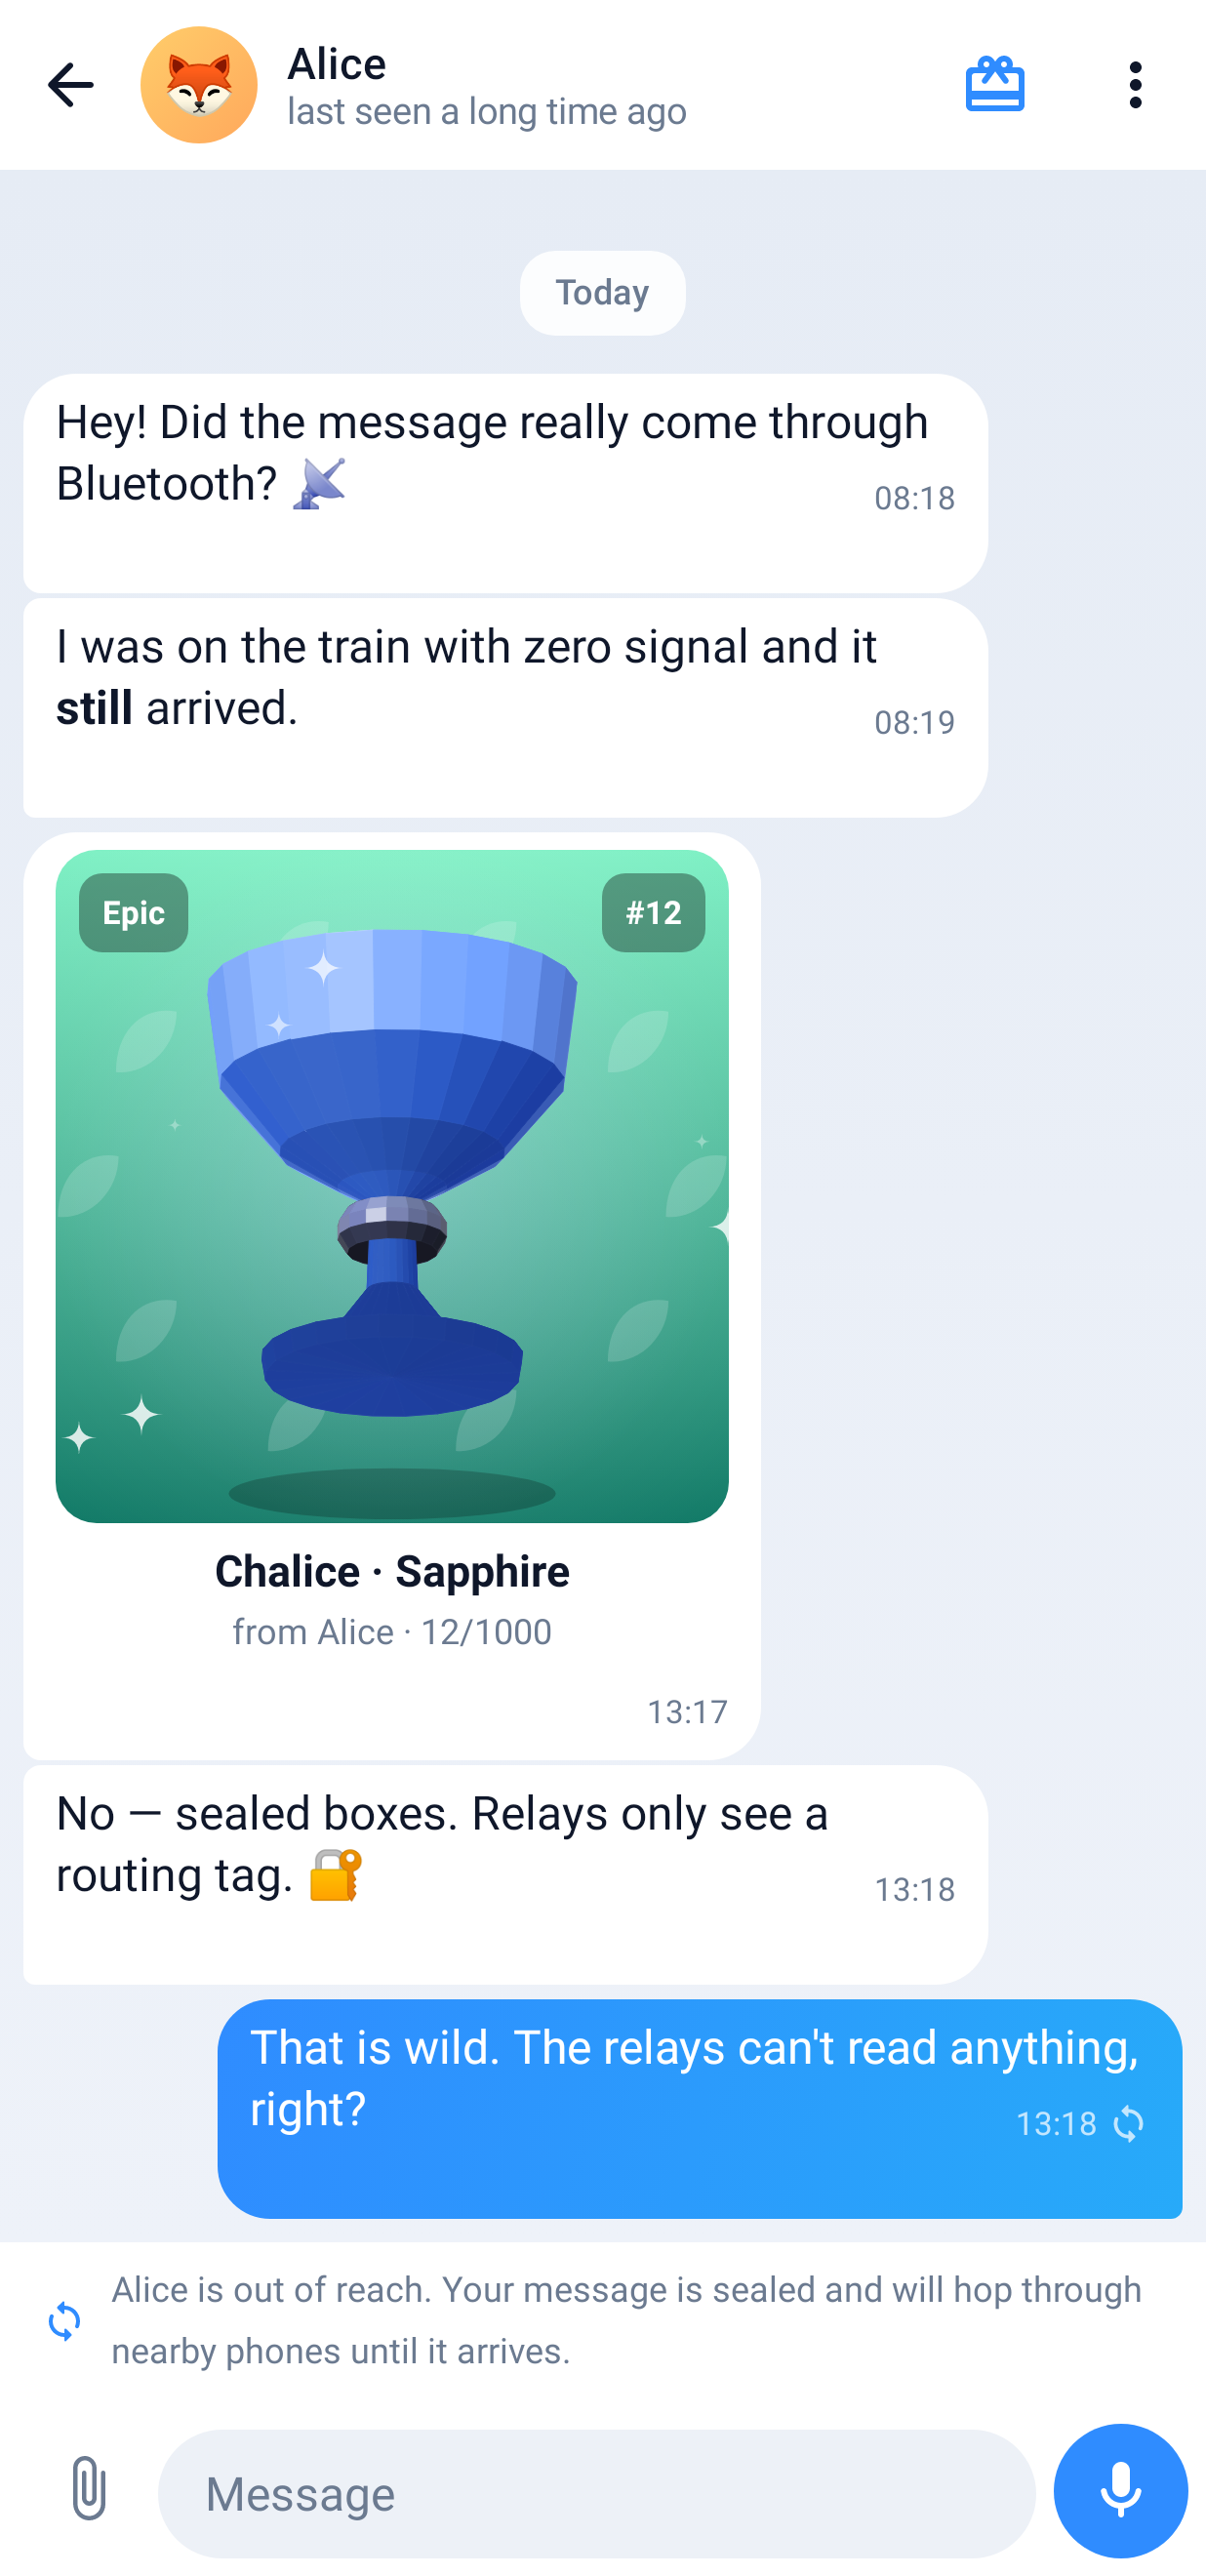 Alice
last seen a long time ago
Today
Hey! Did the message really come through
Bluetooth? 📡
08:18
I was on the train with zero signal and it
still arrived.
08:19
Epic
#12
Chalice · Sapphire
from Alice · 12/1000
13:17
No — sealed boxes. Relays only see a
routing tag. 🔐
13:18
That is wild. The relays can't read anything,
right?
13:18
Alice is out of reach. Your message is sealed and will hop through
nearby phones until it arrives.
Message